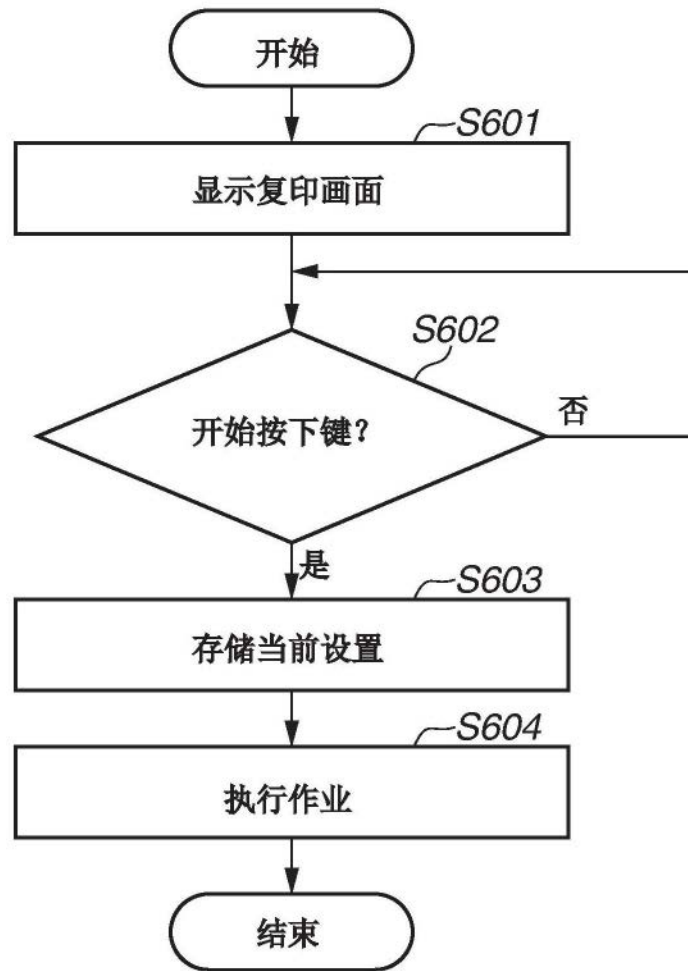 开始
S601
显示复印画面
S602
开始按下键?
否
是
S603
存储当前设置
S604
执行作业
结束